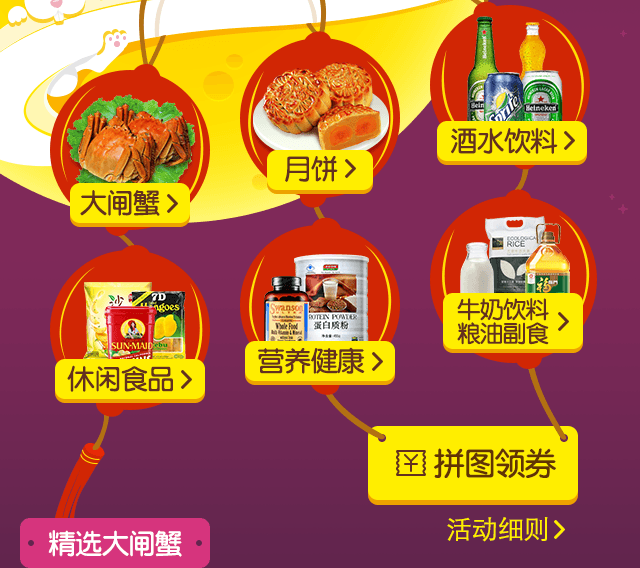 Heineken
Sprite
Heineken
酒水饮料
月饼
大闸蟹
ECOLOGICAL
RICE
福
牛奶饮料
粮油副食
SWANSON
Whole Food
PROTEIN POWDER
蛋白质粉
营养健康
7D
Mangoes
SUN-MAID
休闲食品
拼图领券
活动细则
精选大闸蟹